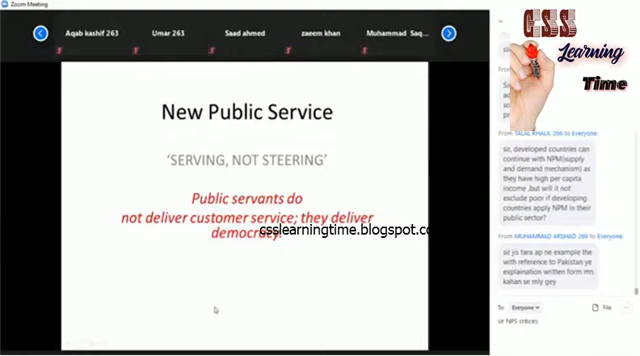 Zoom Meeting
Aqab kashif 263
Umar 263
Saad ahmed
zaeem khan
Muhammad Saq...
CSS
Learning
Time
New Public Service
‘SERVING, NOT STEERING’
Public servants do
not deliver customer service; they deliver
democracy.
csslearningtime.blogspot.co
From TALAL KHALIL 266 to Everyone:
sir, developed countries can
continue with NPM(supply
and demand mechanism) as
they have high per capita
income ,but will it not
exclude poor if developing
countries apply NPM in their
public sector?
From MUHAMMAD ARSHAD 269 to Everyone:
sir jis tara ap ne example the
with reference to Pakistan ye
explaination written form mn
kahan se mly gey
To: Everyone
File
sir NPS critices